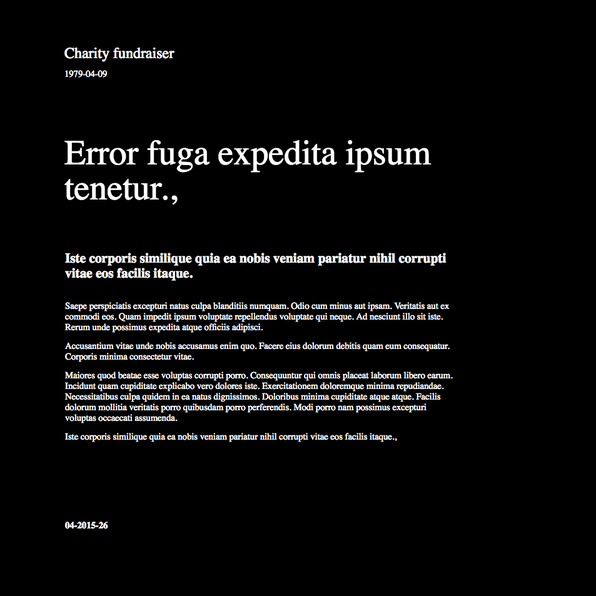 Charity fundraiser
1979-04-09
Error fuga expedita ipsum
tenetur.,
Iste corporis similique quia ea nobis veniam pariatur nihil corrupti
vitae eos facilis itaque.
Saepe perspiciatis excepturi natus culpa blanditiis numquam. Odio cum minus aut ipsam. Veritatis aut ex
commodi eos. Quam impedit ipsum voluptate repellendus voluptate qui neque. Ad nesciunt illo sit iste.
Rerum unde possimus expedita atque officiis adipisci.
Accusantium vitae unde nobis accusamus enim quo. Facere eius dolorum debitis quam eum consequatur.
Corporis minima consectetur vitae.
Maiores quod beatae esse voluptas corrupti porro. Consequuntur qui omnis placeat laborum libero earum.
Incidunt quam cupiditate explicabo vero dolores iste. Exercitationem doloremque minima repudiandae.
Necessitatibus culpa quidem in ea natus dignissimos. Doloribus minima cupiditate atque atque. Facilis
dolorum mollitia veritatis porro quibusdam porro perferendis. Modi porro nam possimus excepturi
voluptas occaecati assumenda.
Iste corporis similique quia ea nobis veniam pariatur nihil corrupti vitae eos facilis itaque.,
04-2015-26